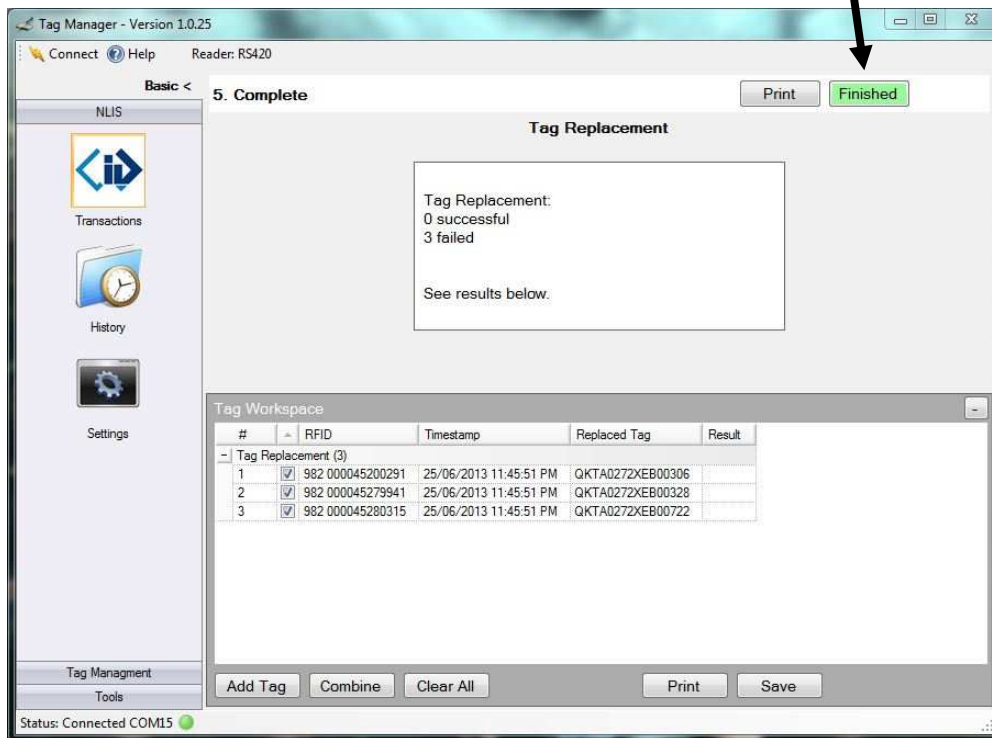 Tag Manager - Version 1.0.25
Connect Help Reader: RS420
Basic <
NLIS
Transactions
History
Settings
Tag Managment
Tools
5. Complete Print Finished
Tag Replacement
Tag Replacement:
0 successful
3 failed
See results below.
Tag Workspace -
# RFID Timestamp Replaced Tag Result
- Tag Replacement (3)
1 982 000045200291 25/06/2013 11:45:51 PM QKTA0272XEB00306
2 982 000045279941 25/06/2013 11:45:51 PM QKTA0272XEB00328
3 982 000045280315 25/06/2013 11:45:51 PM QKTA0272XEB00722
Add Tag Combine Clear All Print Save
Status: Connected COM15